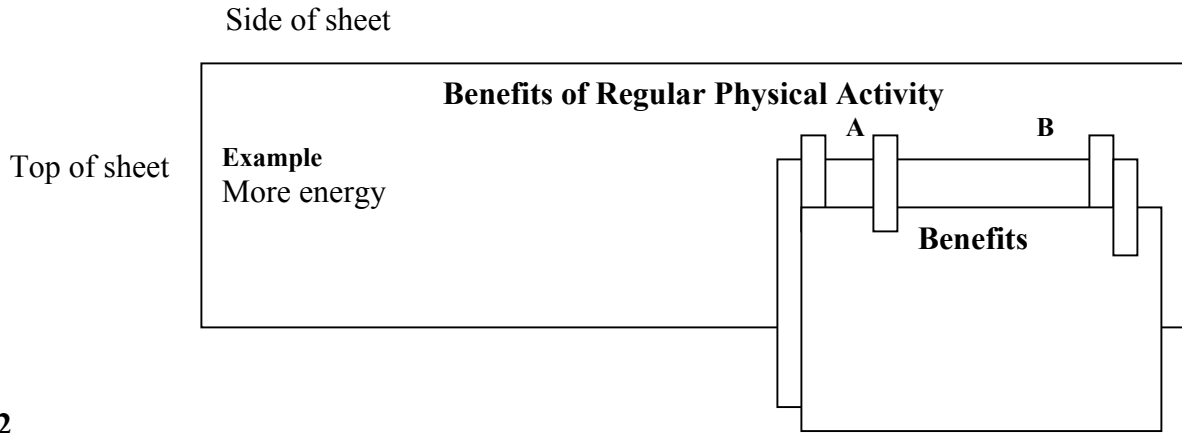 Side of sheet
Benefits of Regular Physical Activity
A B
Top of sheet
Example
More energy
Benefits
2